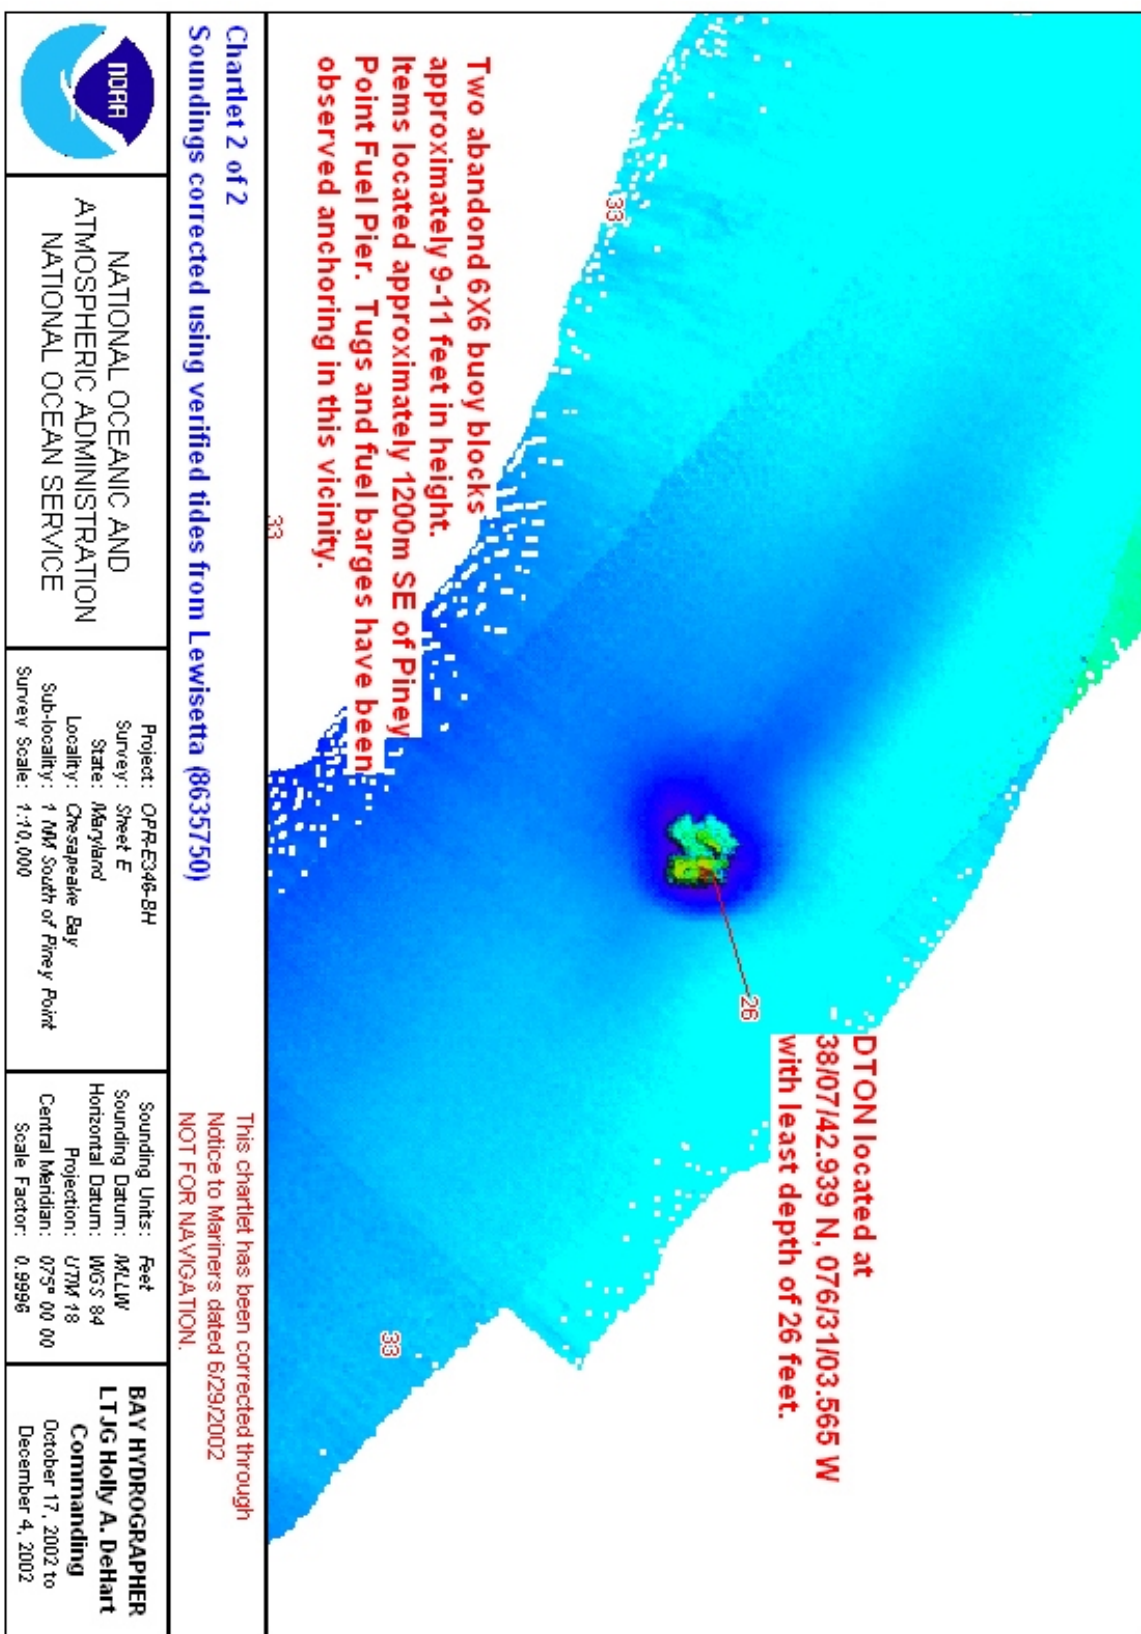 Two abandond 6X6 buoy blocks
approximately 9-11 feet in height.
Items located approximately 1200m SE of Piney
Point Fuel Pier. Tugs and fuel barges have been
observed anchoring in this vicinity.
33
33
33
26
DTON located at
38/07/42.939 N, 076/31/03.565 W
with least depth of 26 feet.
Chartlet 2 of 2
Soundings corrected using verified tides from Lewisetta (8635750)
This chartlet has been corrected through
Notice to Mariners dated 6/29/2002
NOT FOR NAVIGATION.
NOAA
NATIONAL OCEANIC AND
ATMOSPHERIC ADMINISTRATION
NATIONAL OCEAN SERVICE
Project: OPR-E346-BH
Survey: Sheet E
State: Maryland
Locality: Chesapeake Bay
Sub-locality: 1 NM South of Piney Point
Survey Scale: 1:10,000
Sounding Units: Feet
Sounding Datum: MLLW
Horizontal Datum: WGS 84
Projection: UTM 18
Central Meridian: 075° 00 00
Scale Factor: 0.9996
BAY HYDROGRAPHER
LTJG Holly A. DeHart
Commanding
October 17, 2002 to
December 4, 2002